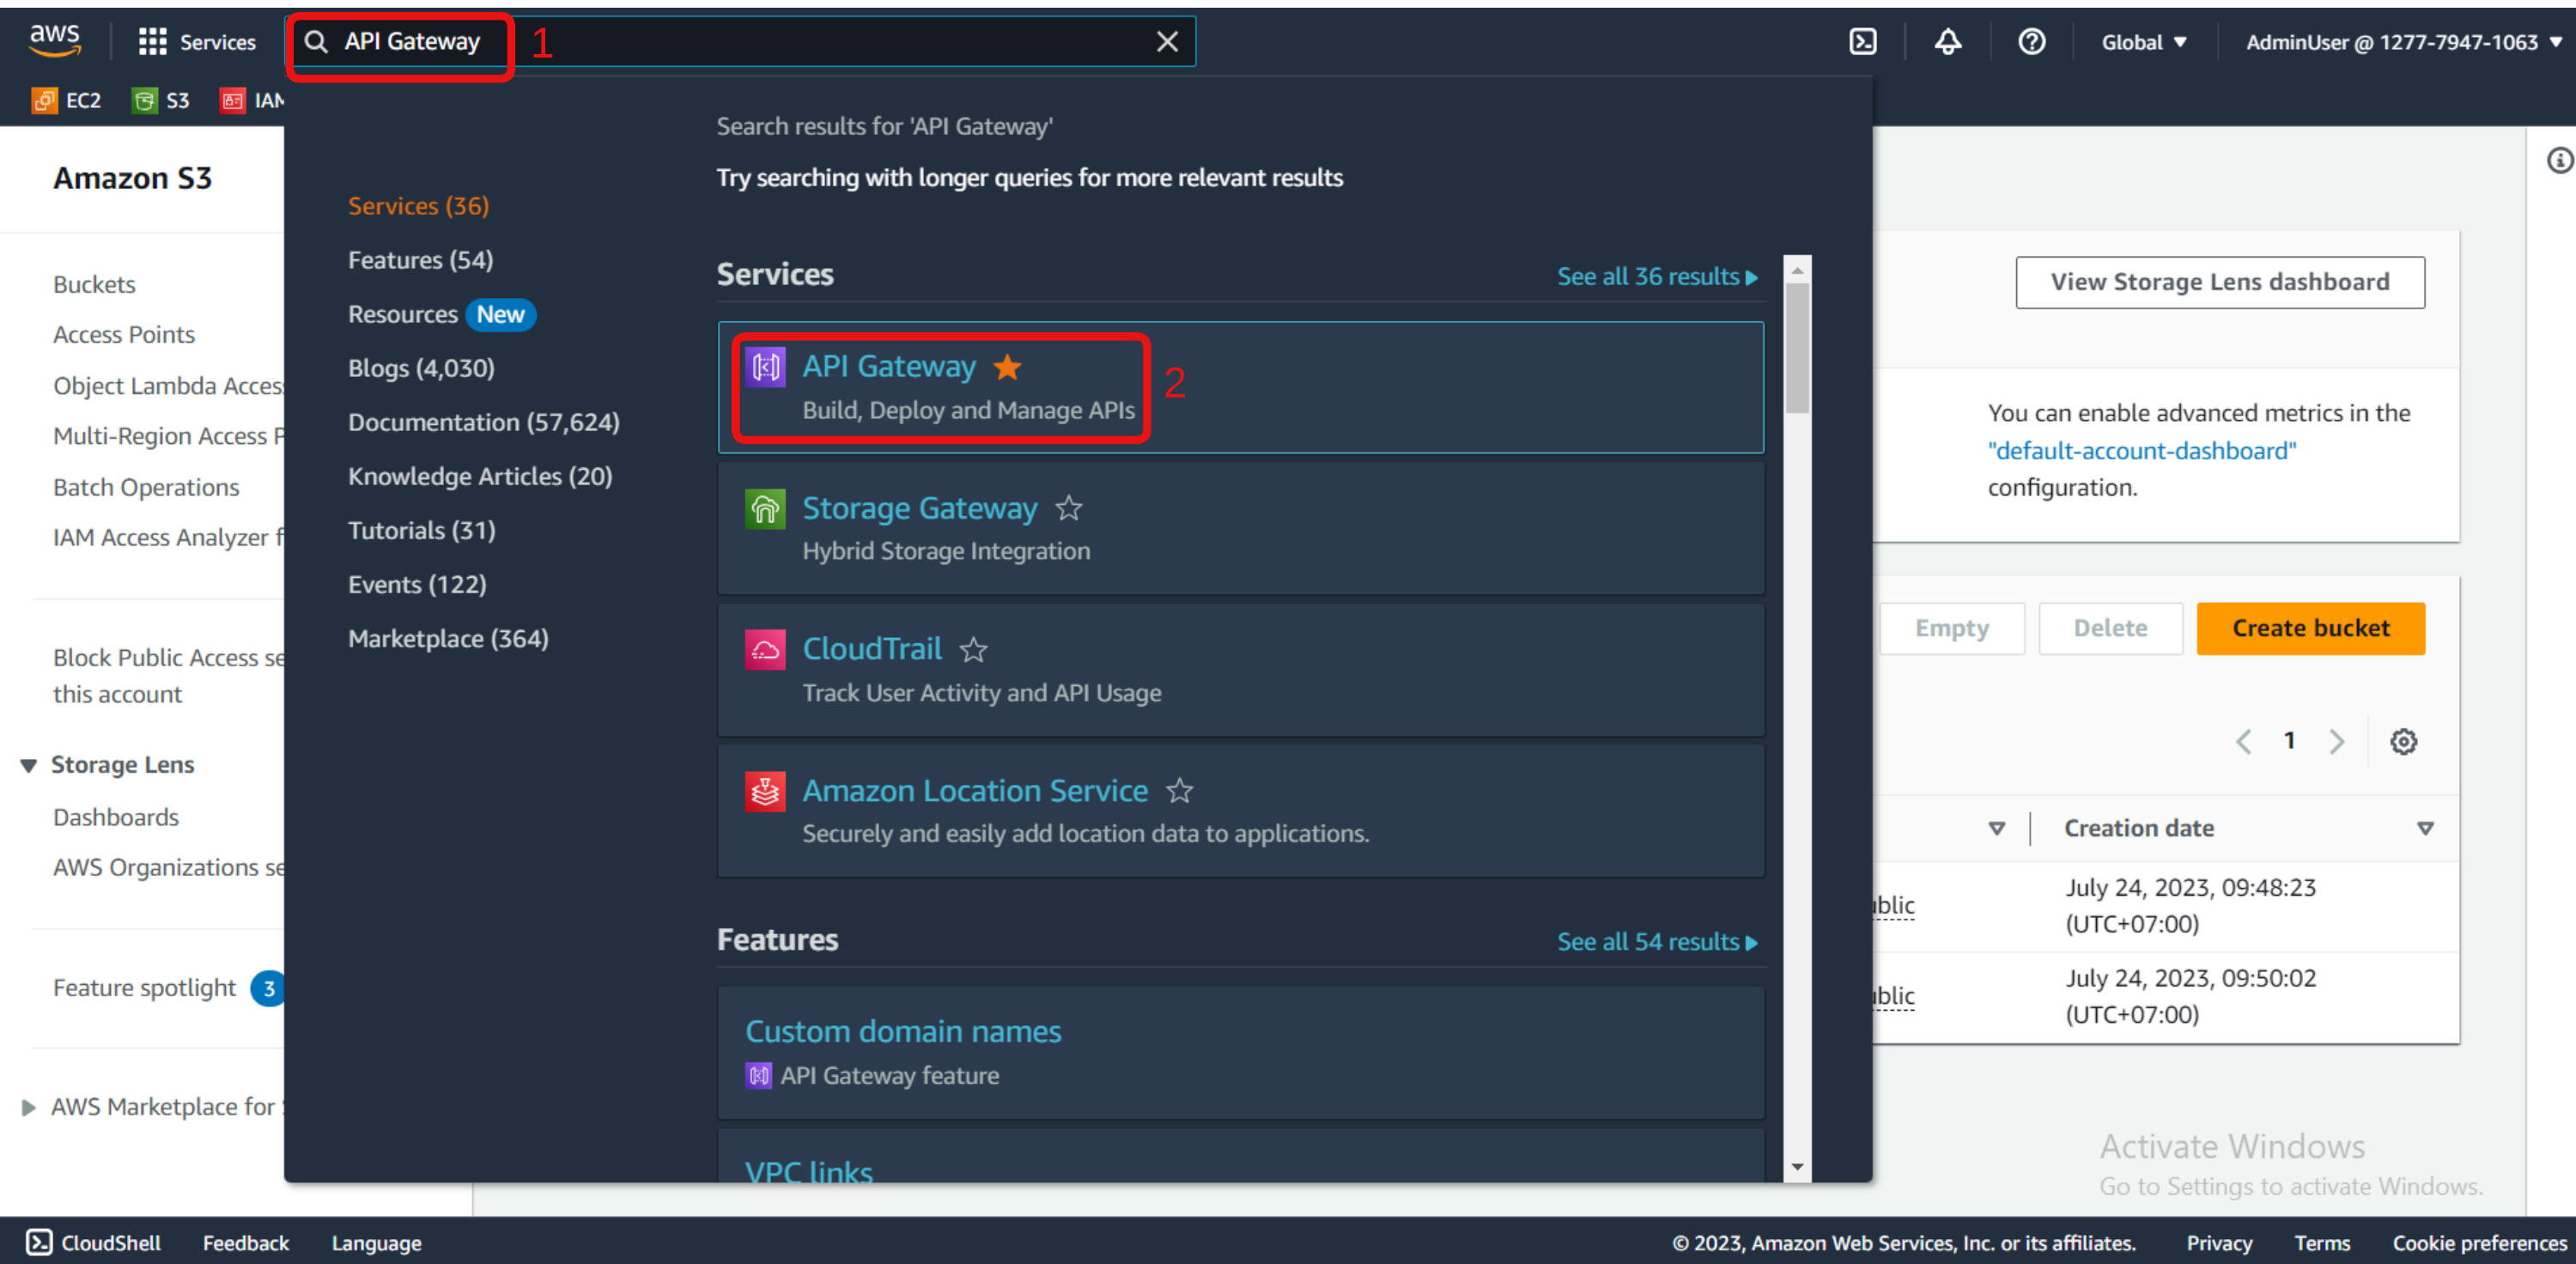 aws
Services
API Gateway
1
Global
AdminUser @ 1277-7947-1063
EC2
S3
IAM
Amazon S3
Buckets
Access Points
Object Lambda Acces
Multi-Region Access P
Batch Operations
IAM Access Analyzer f
Block Public Access se
this account
Storage Lens
Dashboards
AWS Organizations se
Feature spotlight 3
AWS Marketplace for S
Services (36)
Features (54)
Resources New
Blogs (4,030)
Documentation (57,624)
Knowledge Articles (20)
Tutorials (31)
Events (122)
Marketplace (364)
Search results for 'API Gateway'
Try searching with longer queries for more relevant results
Services
See all 36 results
API Gateway
2
Build, Deploy and Manage APIs
Storage Gateway
Hybrid Storage Integration
CloudTrail
Track User Activity and API Usage
Amazon Location Service
Securely and easily add location data to applications.
Features
See all 54 results
Custom domain names
API Gateway feature
VPC links
View Storage Lens dashboard
You can enable advanced metrics in the
"default-account-dashboard"
configuration.
Empty
Delete
Create bucket
1
Creation date
ublic
July 24, 2023, 09:48:23
(UTC+07:00)
ublic
July 24, 2023, 09:50:02
(UTC+07:00)
Activate Windows
Go to Settings to activate Windows.
CloudShell
Feedback
Language
© 2023, Amazon Web Services, Inc. or its affiliates.
Privacy
Terms
Cookie preferences